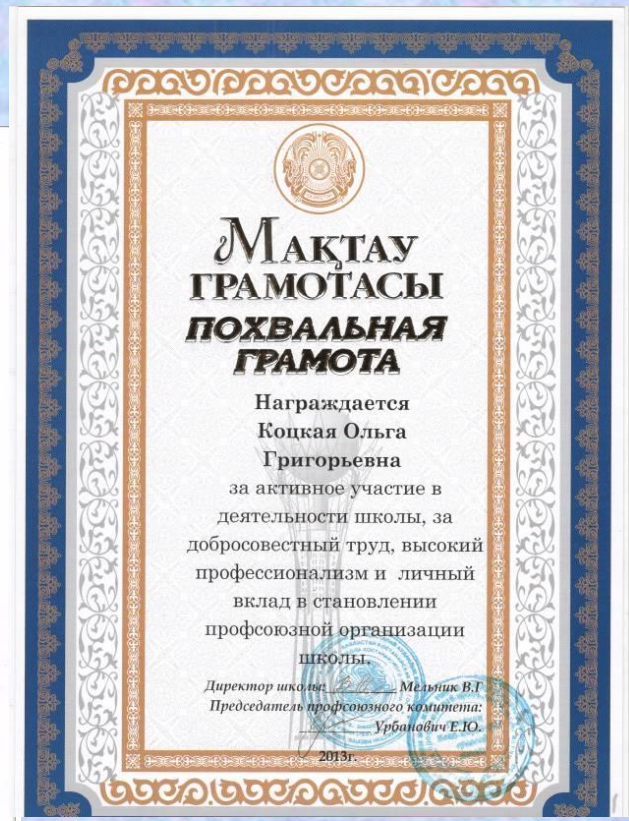 Мақтау
грамотасы
ПОХВАЛЬНАЯ
ГРАМОТА
Награждается
Коцкая Ольга
Григорьевна
за активное участие в
деятельности школы, за
добросовестный труд, высокий
профессионализм и личный
вклад в становлении
профсоюзной организации
школы.
Директор школы: Мельник В.Г
Председатель профсоюзного комитета:
Урбанович Е.Ю.
2013г.